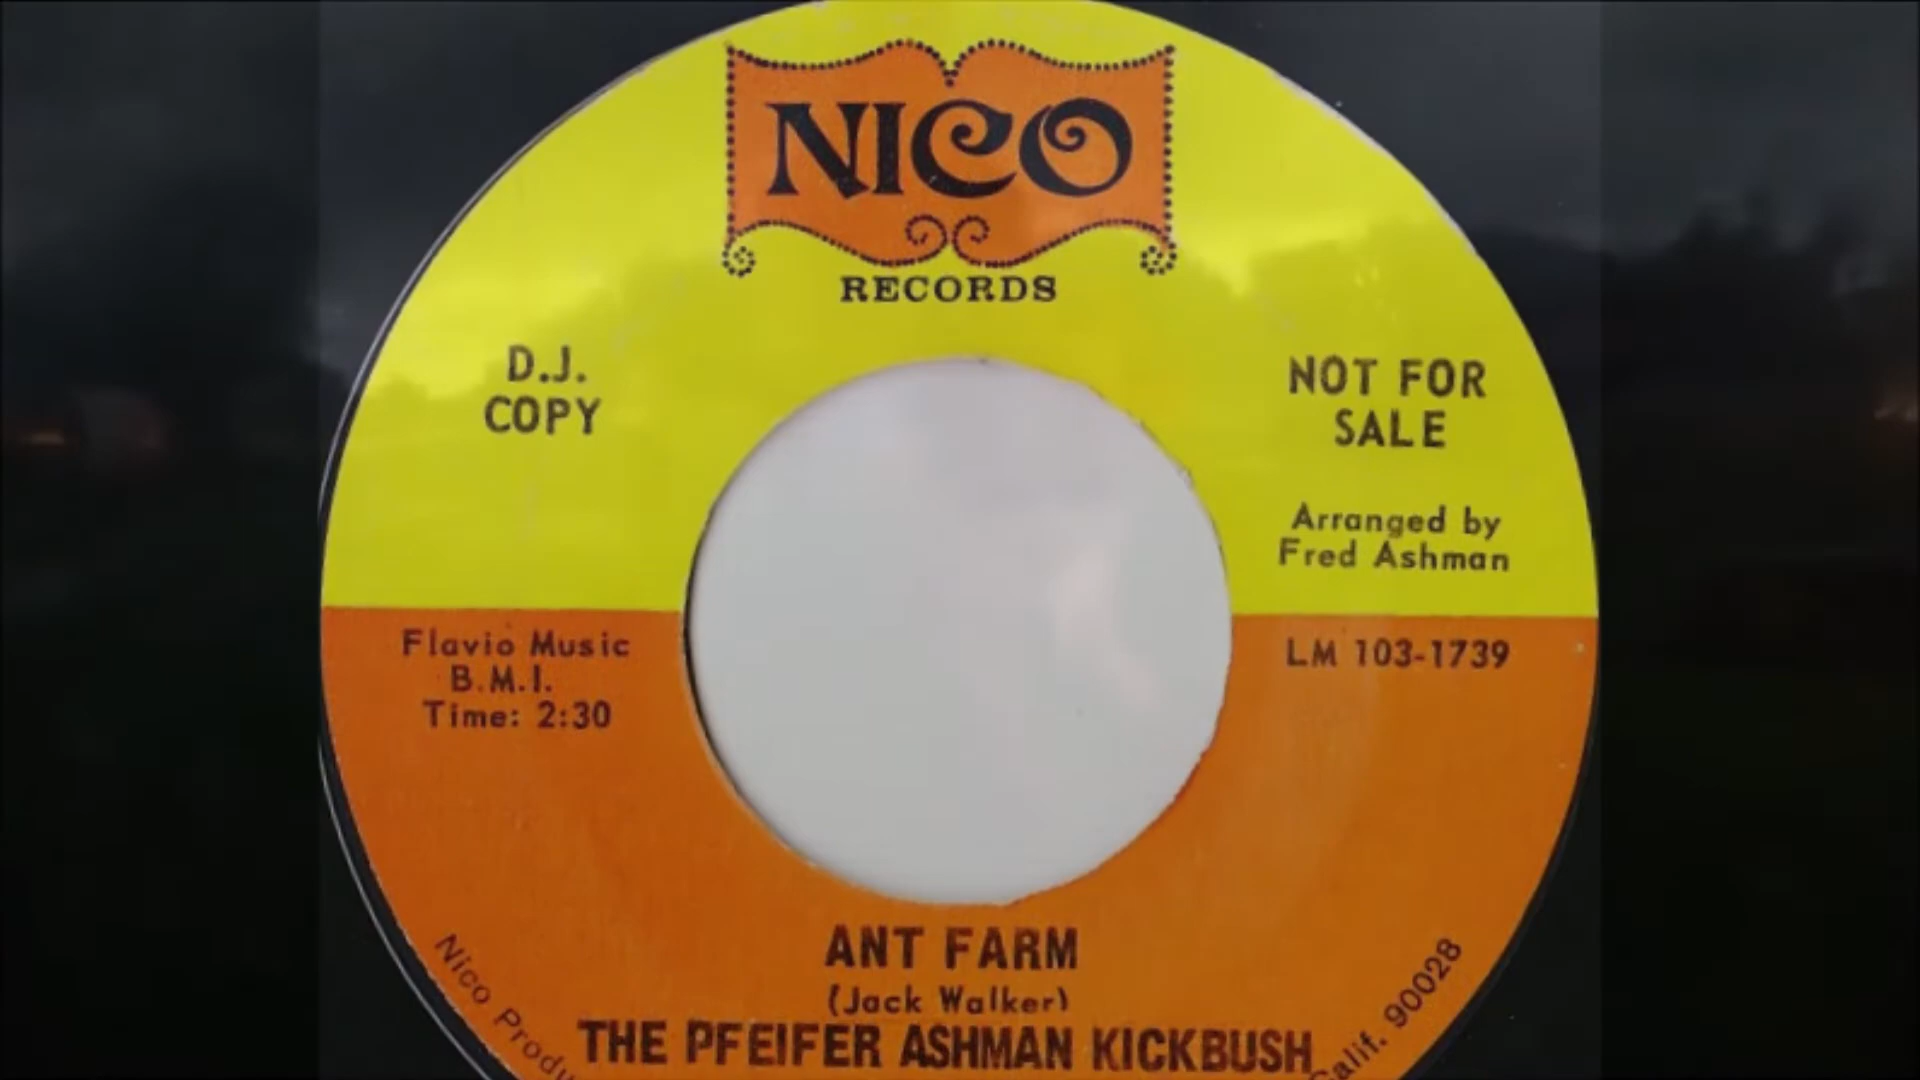 NICO
RECORDS
D.J.
COPY
NOT FOR
SALE
Arranged by
Fred Ashman
Flavio Music
B.M.I.
Time: 2:30
LM 103-1739
ANT FARM
(Jack Walker)
THE PFEIFER ASHMAN KICKBUSH
Nico Produ
Calif. 90028